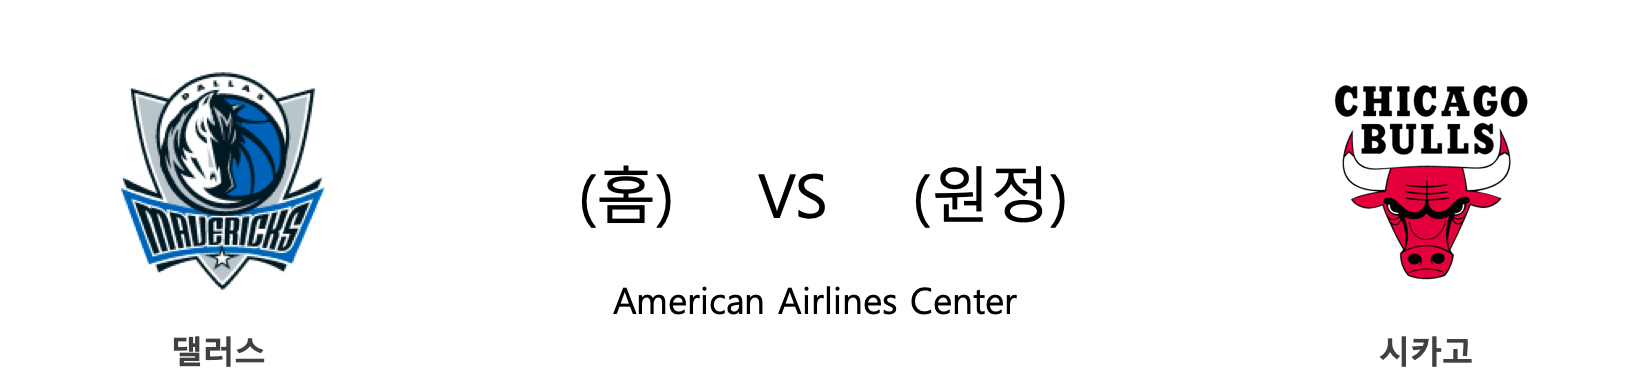 DALLAS
MAVERICKS
댈러스
(홈) VS (원정)
American Airlines Center
CHICAGO
BULLS
시카고